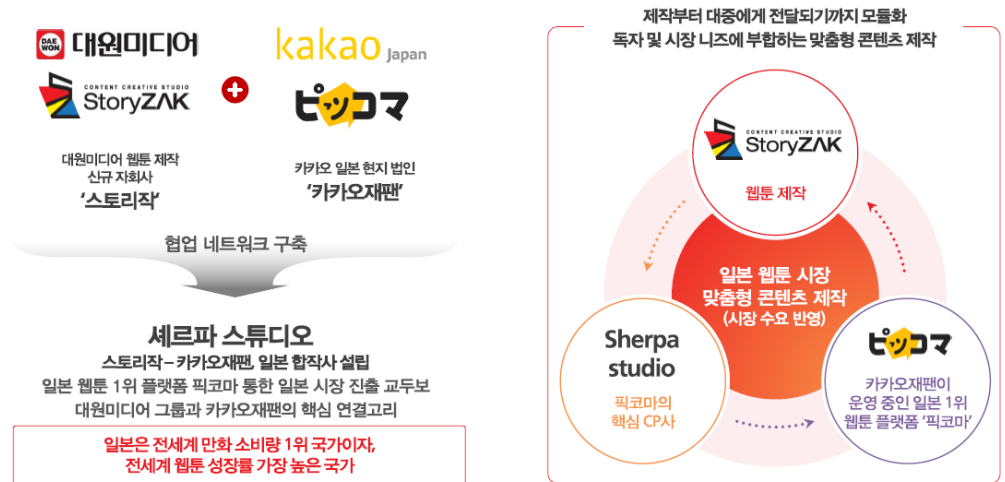 DAE WON 대원미디어
CONTENT CREATIVE STUDIO
StoryZAK
대원미디어 웹툰 제작
신규 자회사
‘스토리작‘
kakao Japan
ピッコマ
카카오 일본 현지 법인
‘카카오재팬’
협업 네트워크 구축
셰르파 스튜디오
스토리작 – 카카오재팬, 일본 합작사 설립
일본 웹툰 1위 플랫폼 픽코마 통한 일본 시장 진출 교두보
대원미디어 그룹과 카카오재팬의 핵심 연결고리
일본은 전세계 만화 소비량 1위 국가이자,
전세계 웹툰 성장률 가장 높은 국가
제작부터 대중에게 전달되기까지 모듈화
독자 및 시장 니즈에 부합하는 맞춤형 콘텐츠 제작
CONTENT CREATIVE STUDIO
StoryZAK
웹툰 제작
일본 웹툰 시장
맞춤형 콘텐츠 제작
(시장 수요 반영)
Sherpa
studio
픽코마의
핵심 CP사
ピッコマ
카카오재팬이
운영 중인 일본 1위
웹툰 플랫폼 ‘픽코마’